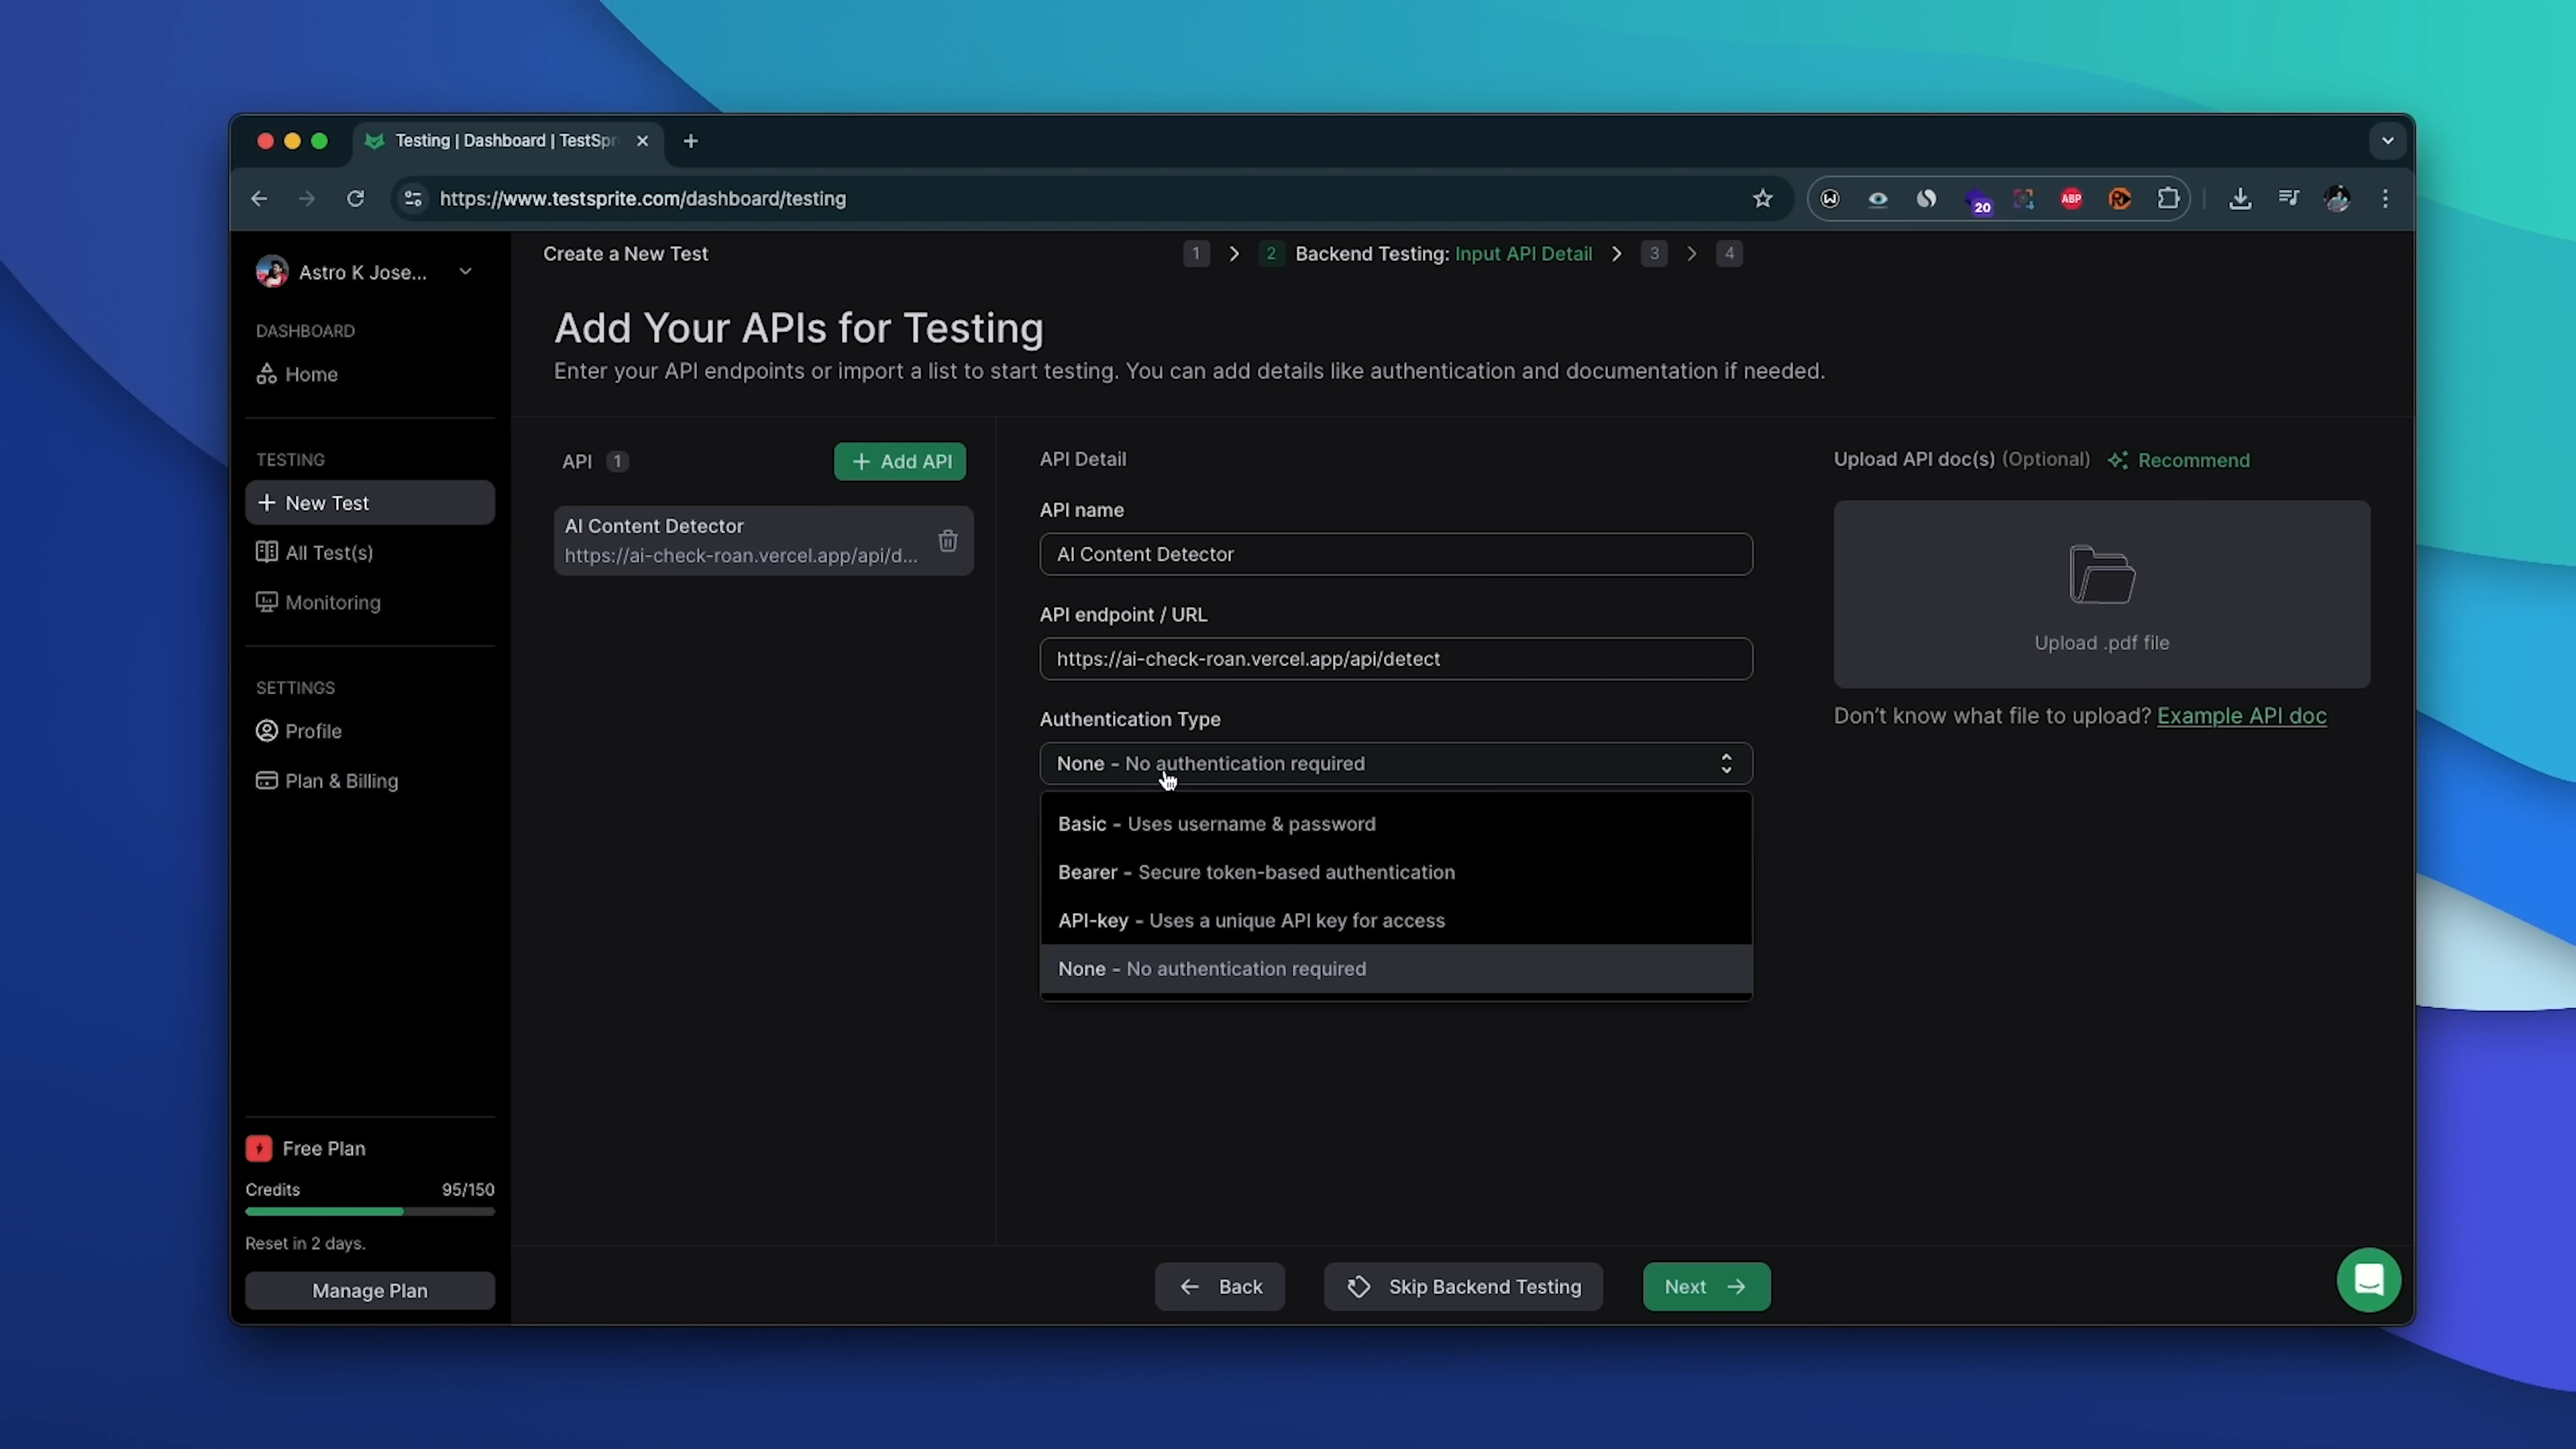 Testing | Dashboard | TestSpr
https://www.testsprite.com/dashboard/testing
20
ABP
Astro K Jose...
DASHBOARD
Home
TESTING
New Test
All Test(s)
Monitoring
SETTINGS
Profile
Plan & Billing
Free Plan
Credits 95/150
Reset in 2 days.
Manage Plan
Create a New Test
1 2 Backend Testing: Input API Detail 3 4
Add Your APIs for Testing
Enter your API endpoints or import a list to start testing. You can add details like authentication and documentation if needed.
API 1
+ Add API
AI Content Detector
https://ai-check-roan.vercel.app/api/d...
API Detail
API name
AI Content Detector
API endpoint / URL
https://ai-check-roan.vercel.app/api/detect
Authentication Type
None - No authentication required
Basic - Uses username & password
Bearer - Secure token-based authentication
API-key - Uses a unique API key for access
None - No authentication required
Upload API doc(s) (Optional) Recommend
Upload .pdf file
Don't know what file to upload? Example API doc
Back
Skip Backend Testing
Next